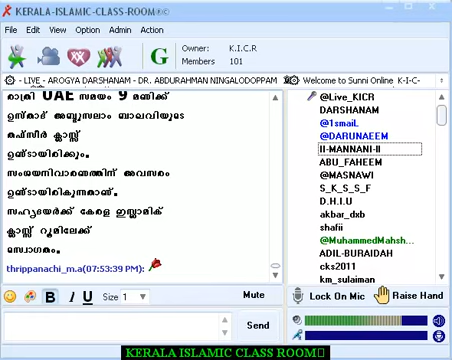 KERALA-ISLAMIC-CLASS-ROOM®©
File Edit View Option Admin Action
G
Owner: K.I.C.R
Members 101
- LIVE - AROGYA DARSHANAM - DR. ABDURAHMAN NINGALODOPPAM
Welcome to Sunni Online K-I-C-
രാത്രി UAE സമയം 9 മണിക്ക്
ഉസ്താദ് അബ്ദുസലാം ബാഖവിയുടെ
തഫ്സീര്‍ ക്ലാസ്സ്
ഉണ്ടായിരിക്കും.
സംശയനിവാരണത്തിന് അവസരം
ഉണ്ടായിരികുന്നതാണ്.
സഹൃദയര്‍ക്ക് കേരള ഇസ്ലാമിക്
ക്ലാസ്സ് റൂമിലേക്ക്
സ്വാഗതം.
thrippanachi_m.a(07:53:39 PM):
@Live_KICR
DARSHANAM
@1smaiL
@DARUNAEEM
II-MANNANI-II
ABU_FAHEEM
@MASNAWI
S_K_S_S_F
D.H.I.U
akbar_dxb
shafii
@MuhammedMahsh...
ADIL-BURAIDAH
cks2011
km_sulaiman
B I U Size 1
Mute
Lock On Mic
Raise Hand
Send
KERALA ISLAMIC CLASS ROOM